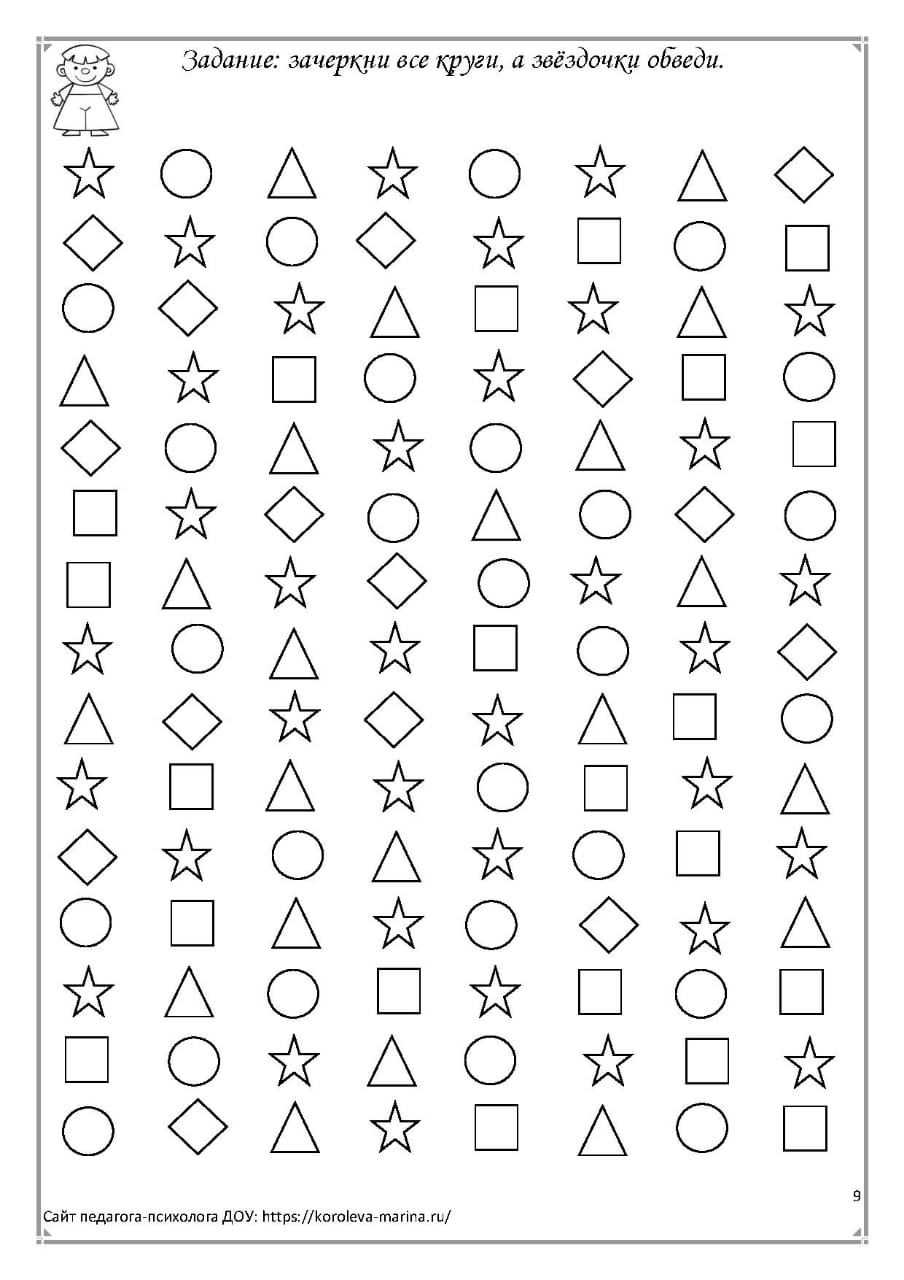 Задание: зачеркни все круги, а звёздочки обведи.
9
Сайт педагога-психолога ДОУ: https://koroleva-marina.ru/